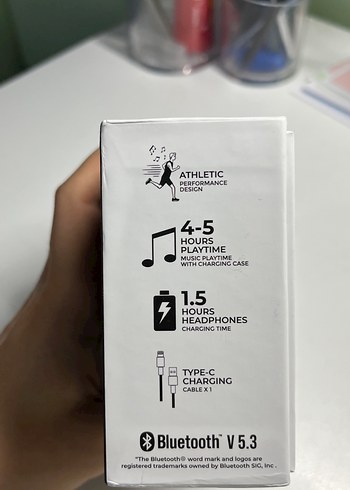 ATHLETIC
PERFORMANCE
DESIGN
4-5
HOURS
PLAYTIME
MUSIC PLAYTIME
WITH CHARGING CASE
1.5
HOURS
HEADPHONES
CHARGING TIME
TYPE-C
CHARGING
CABLE X 1
Bluetooth™ V 5.3
"The Bluetooth® word mark and logos are
registered trademarks owned by Bluetooth SIG, Inc.